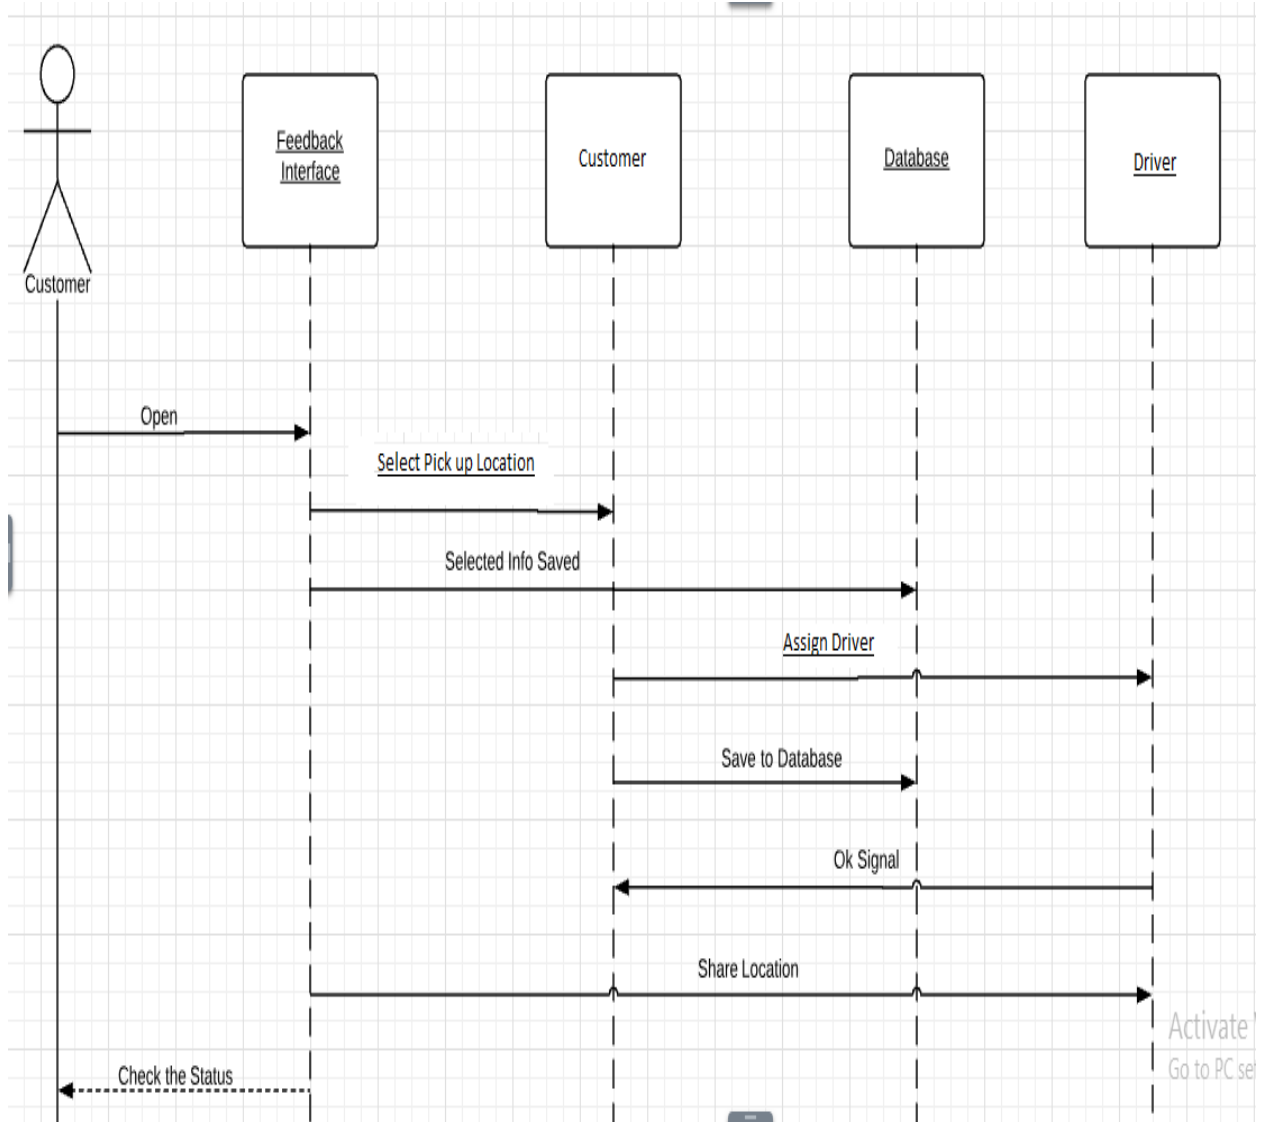 Feedback
Interface
Customer
Database
Driver
Customer
Open
Select Pick up Location
Selected Info Saved
Assign Driver
Save to Database
Ok Signal
Share Location
Activate
Go to PC se
Check the Status